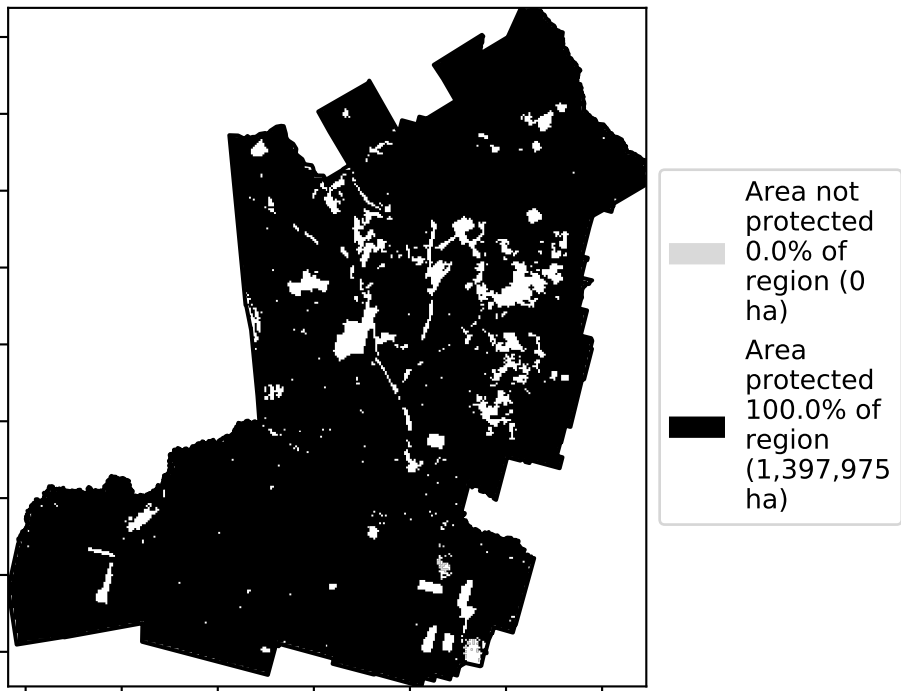 Area not
protected
0.0% of
region (0
ha)
Area
protected
100.0% of
region
(1,397,975
ha)